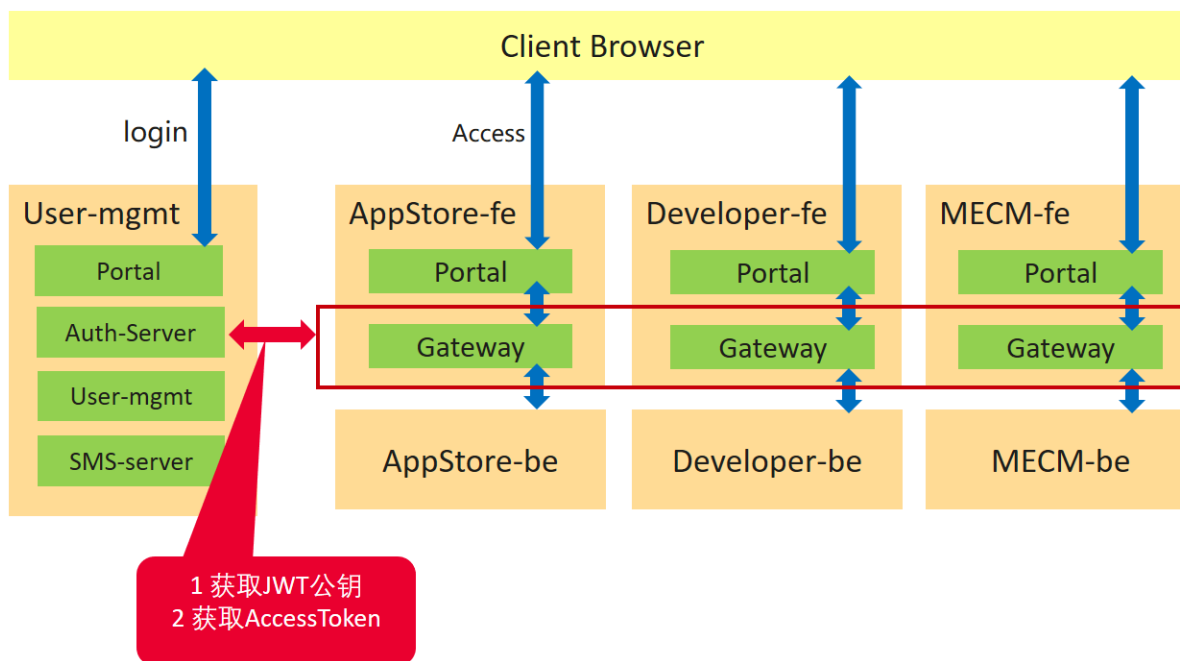 Client Browser
login
Access
User-mgmt
Portal
Auth-Server
User-mgmt
SMS-server
AppStore-fe
Portal
Gateway
AppStore-be
Developer-fe
Portal
Gateway
Developer-be
MECM-fe
Portal
Gateway
MECM-be
1 获取JWT公钥
2 获取AccessToken